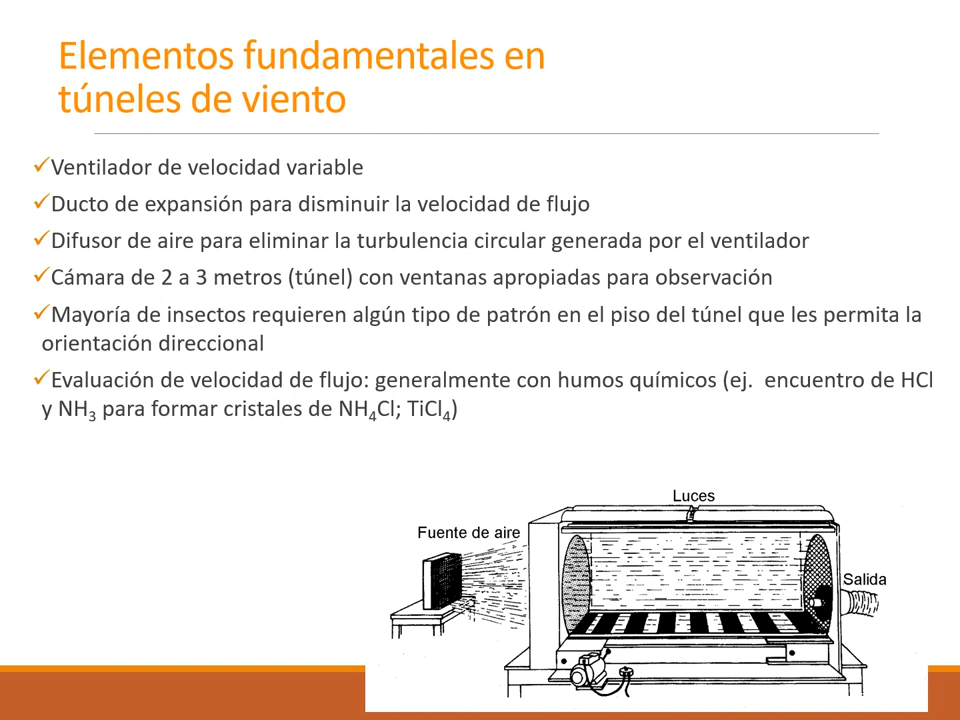 Elementos fundamentales en
túneles de viento
✓Ventilador de velocidad variable
✓Ducto de expansión para disminuir la velocidad de flujo
✓Difusor de aire para eliminar la turbulencia circular generada por el ventilador
✓Cámara de 2 a 3 metros (túnel) con ventanas apropiadas para observación
✓Mayoría de insectos requieren algún tipo de patrón en el piso del túnel que les permita la
orientación direccional
✓Evaluación de velocidad de flujo: generalmente con humos químicos (ej.  encuentro de HCl
y NH₃ para formar cristales de NH₄Cl; TiCl₄)
Luces
Fuente de aire
Salida